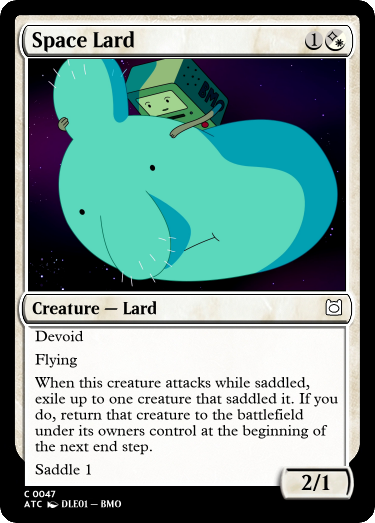 Space Lard 1
BMO
Creature — Lard
Devoid
Flying
When this creature attacks while saddled,
exile up to one creature that saddled it. If you
do, return that creature to the battlefield
under its owners control at the beginning of
the next end step.
Saddle 1
2/1
C 0047
ATC DLE01 — BMO